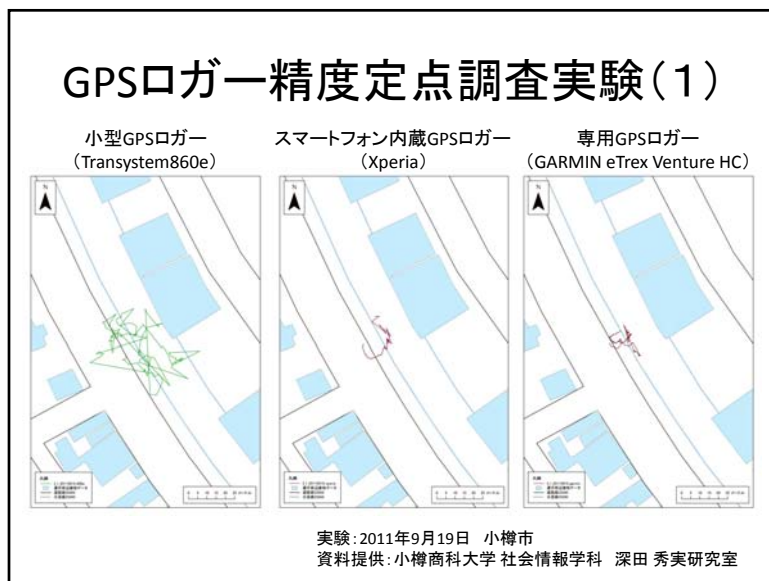 GPSロガー精度定点調査実験(1)
小型GPSロガー
(Transystem860e)
スマートフォン内蔵GPSロガー
(Xperia)
専用GPSロガー
(GARMIN eTrex Venture HC)
N
N
N
実験:2011年9月19日 小樽市
資料提供:小樽商科大学 社会情報学科 深田 秀実研究室